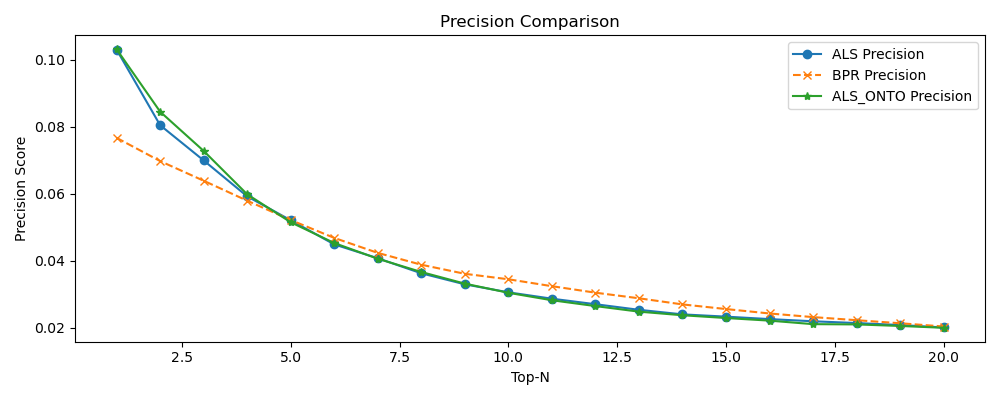 Precision Comparison
ALS Precision
BPR Precision
ALS_ONTO Precision
Precision Score
0.10
0.08
0.06
0.04
0.02
2.5 5.0 7.5 10.0 12.5 15.0 17.5 20.0
Top-N